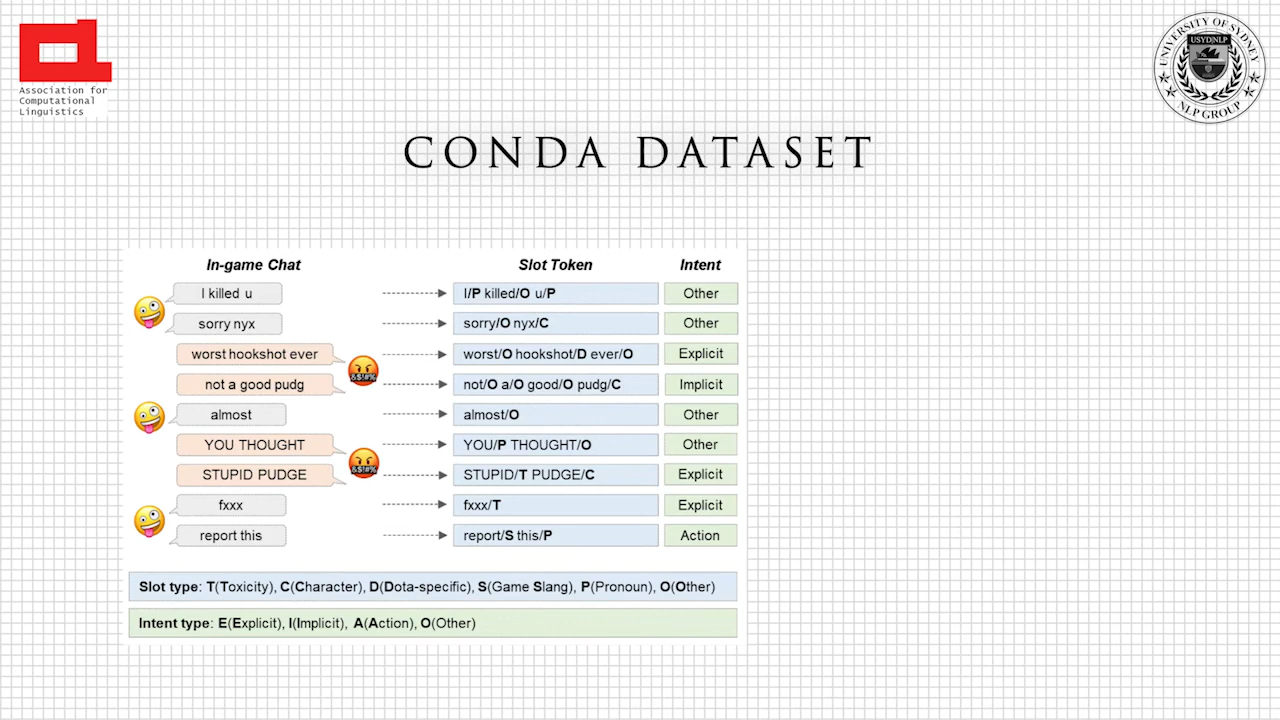 Association for
Computational
Linguistics
UNIVERSITY OF SYDNEY
USYDNLP
NLP GROUP
CONDA DATASET
In-game Chat Slot Token Intent
I killed u I/P killed/O u/P Other
sorry nyx sorry/O nyx/C Other
worst hookshot ever worst/O hookshot/D ever/O Explicit
&$!#%
not a good pudg not/O a/O good/O pudg/C Implicit
almost almost/O Other
YOU THOUGHT YOU/P THOUGHT/O Other
&$!#%
STUPID PUDGE STUPID/T PUDGE/C Explicit
fxxx fxxx/T Explicit
report this report/S this/P Action
Slot type: T(Toxicity), C(Character), D(Dota-specific), S(Game Slang), P(Pronoun), O(Other)
Intent type: E(Explicit), I(Implicit), A(Action), O(Other)